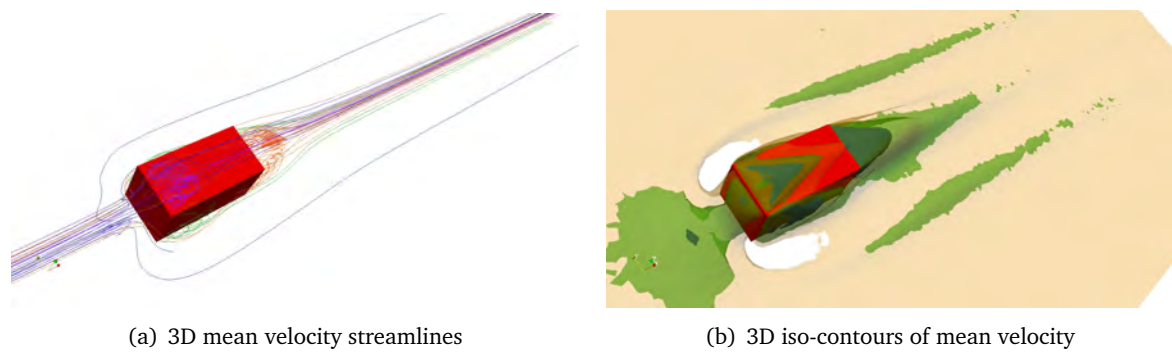 (a) 3D mean velocity streamlines
(b) 3D iso-contours of mean velocity